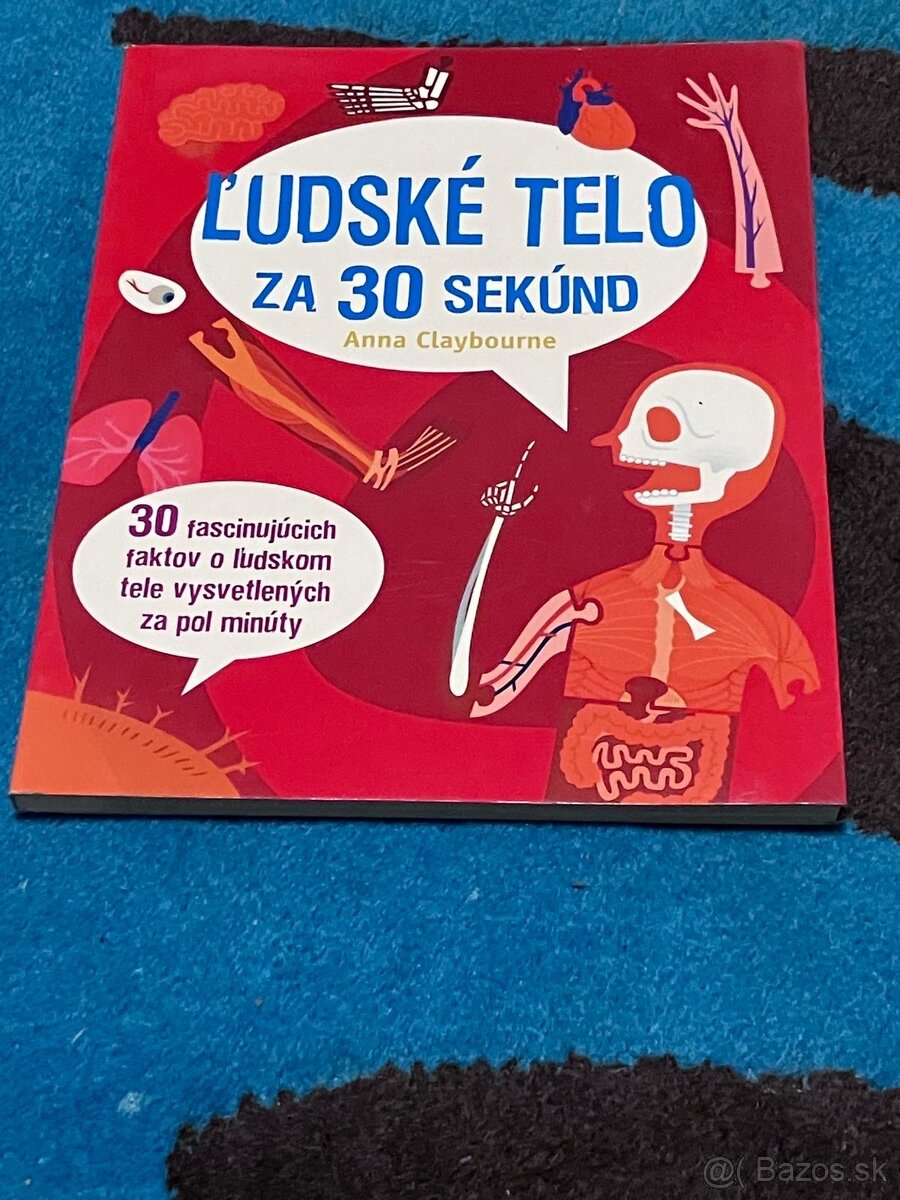 ĽUDSKÉ TELO
ZA 30 SEKÚND
Anna Claybourne
30 fascinujúcich
faktov o ľudskom
tele vysvetlených
za pol minúty
@( Bazos.sk